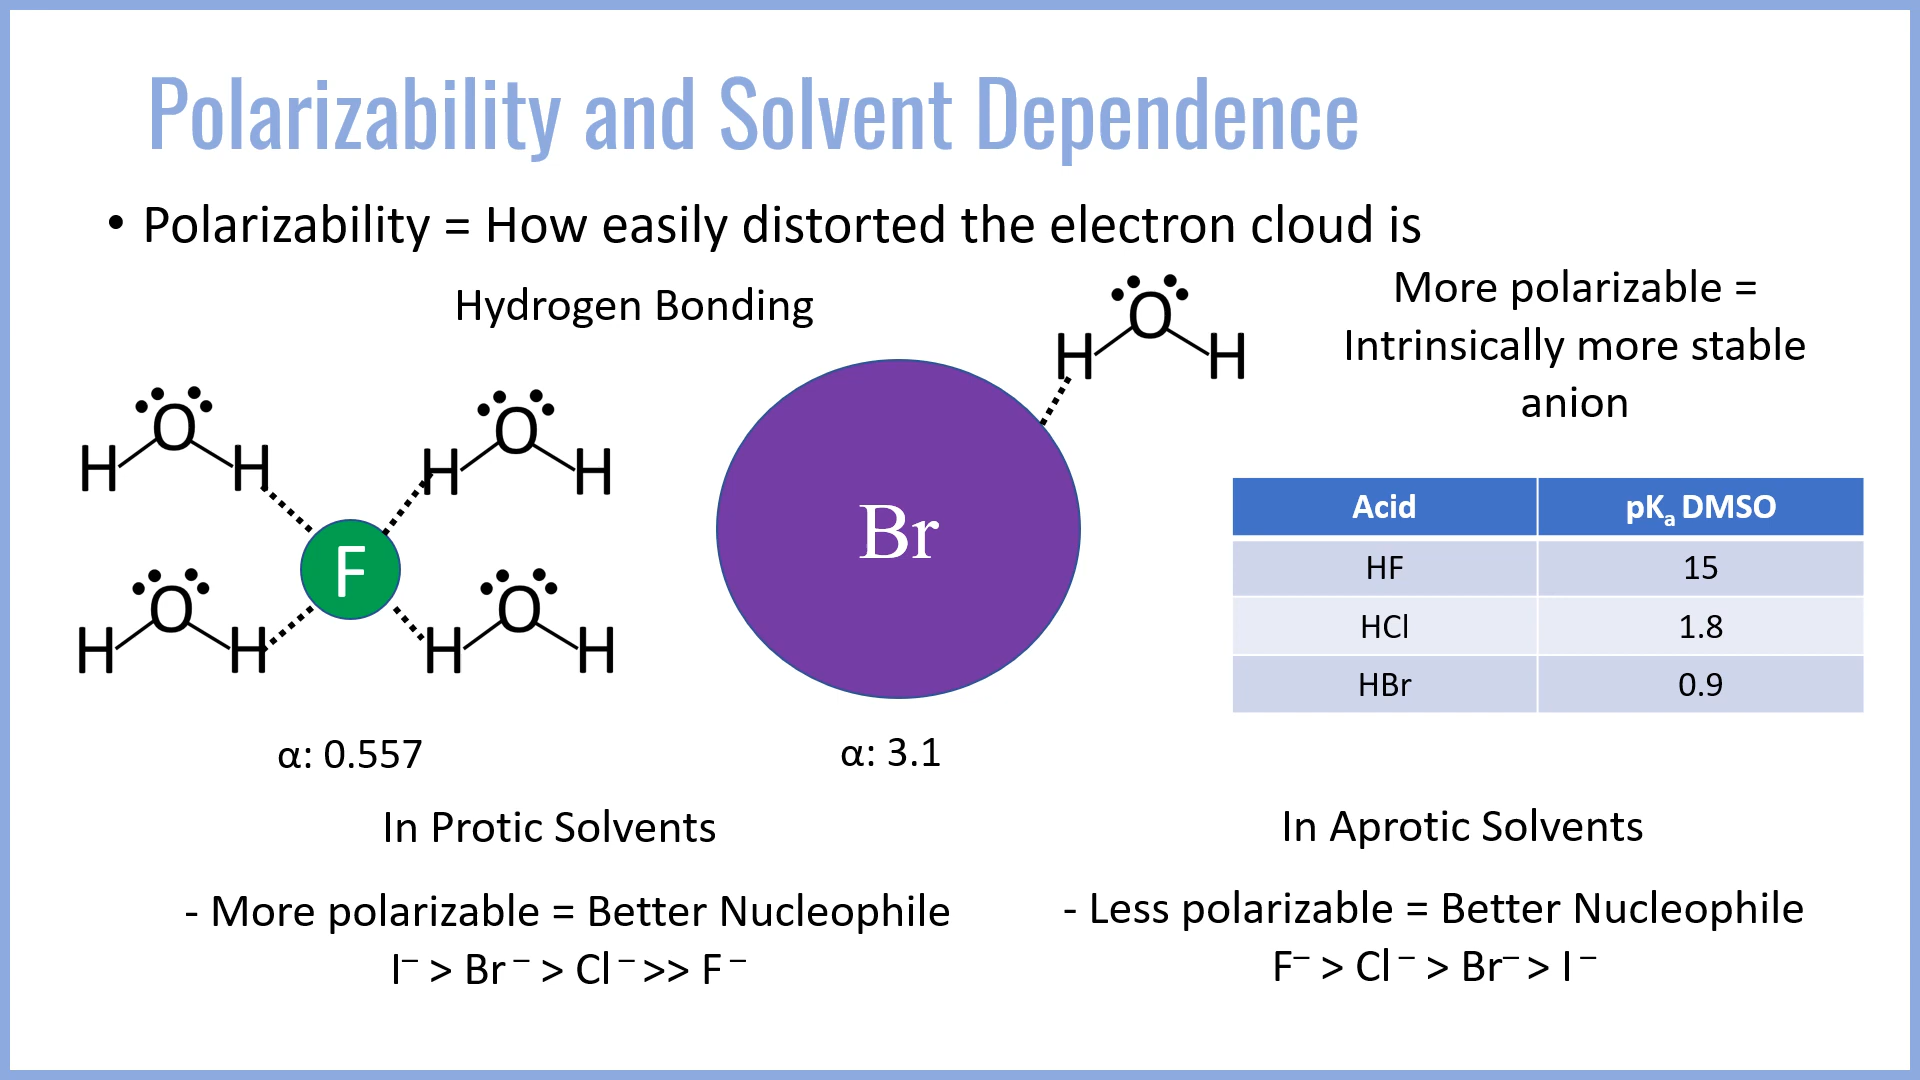 Polarizability and Solvent Dependence
• Polarizability = How easily distorted the electron cloud is
Hydrogen Bonding
H O H
H O H
F
H O H
H O H
α: 0.557
H O H
Br
α: 3.1
More polarizable =
Intrinsically more stable
anion
Acid pKₐ DMSO
HF 15
HCl 1.8
HBr 0.9
In Protic Solvents
- More polarizable = Better Nucleophile
I⁻ > Br⁻ > Cl⁻ >> F⁻
In Aprotic Solvents
- Less polarizable = Better Nucleophile
F⁻ > Cl⁻ > Br⁻ > I⁻